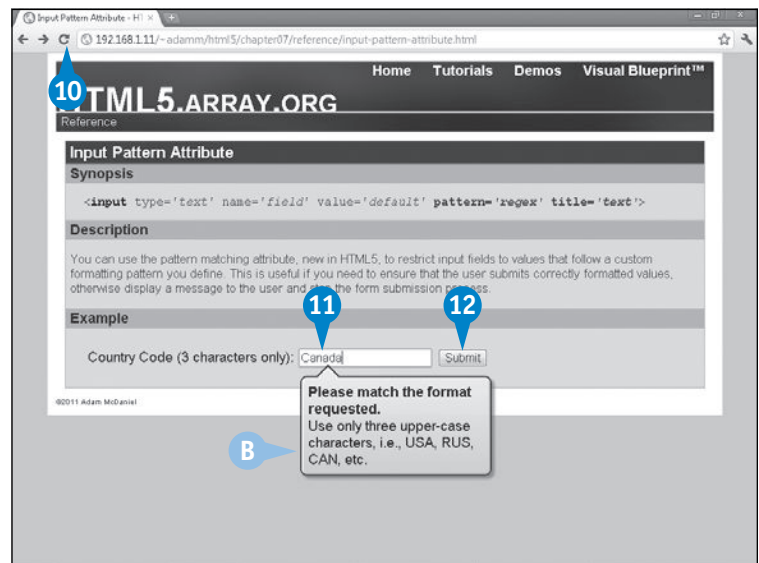 Input Pattern Attribute - HT
192.168.1.11/~adamm/html5/chapter07/reference/input-pattern-attribute.html
10
Home Tutorials Demos Visual Blueprint™
HTML5.ARRAY.ORG
Reference
Input Pattern Attribute
Synopsis
<input type='text' name='field' value='default' pattern='regex' title='text'>
Description
You can use the pattern matching attribute, new in HTML5, to restrict input fields to values that follow a custom
formatting pattern you define. This is useful if you need to ensure that the user submits correctly formatted values,
otherwise display a message to the user and stop the form submission process.
11
12
Example
Country Code (3 characters only): Canada Submit
Please match the format
requested.
Use only three upper-case
characters, i.e., USA, RUS,
CAN, etc.
B
©2011 Adam McDaniel